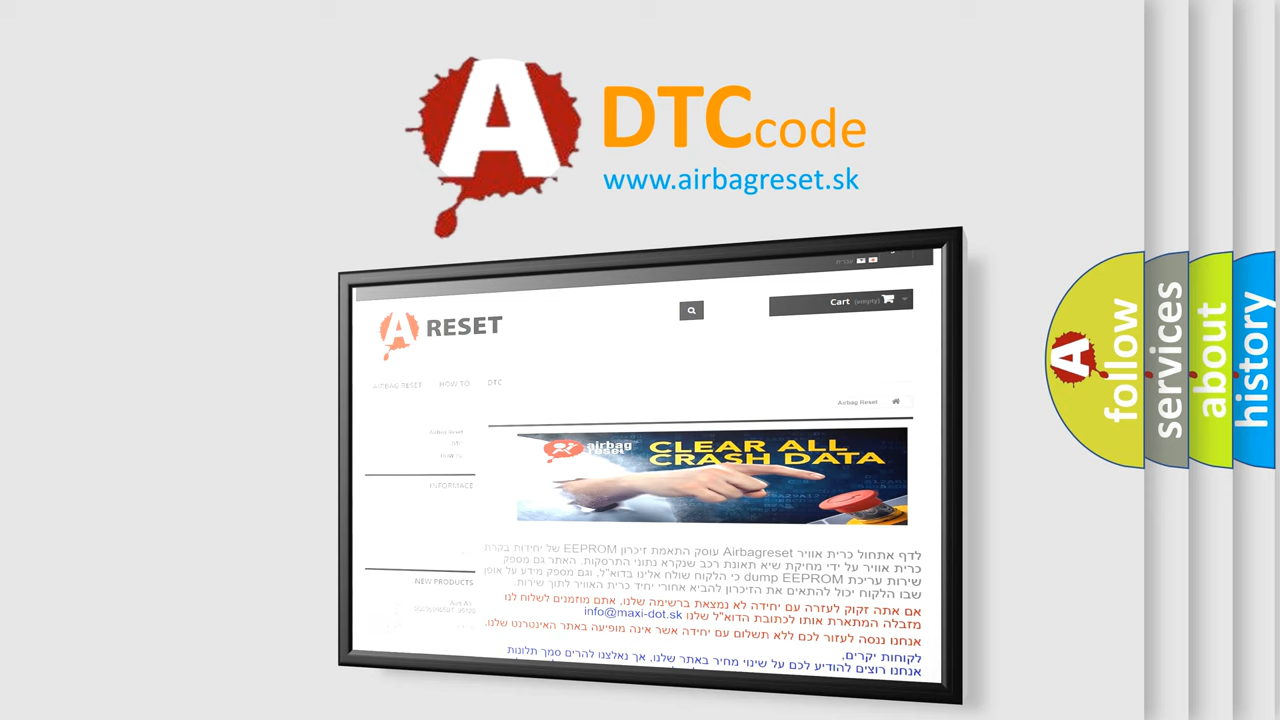 A
DTC code
www.airbagreset.sk
עברית
Cart (empty)
A RESET
AIRBAG RESET HOW TO DTC
Airbag Reset
Airbag Reset
HOW TO
INFORMACE
NEW PRODUCTS
airbag
reset
CLEAR ALL
CRASH DATA
לדף אתחול כרית אוויר Airbagreset עוסק התאמת זיכרון EEPROM של יחידות בקרת
כרית אוויר על ידי מחיקת שיא תאונת רכב שנקרא נתוני התרסקות. האתר גם מספק
שירות עריכת dump EEPROM כי הלקוח שולח אלינו בדוא"ל, וגם מספק מידע על אופן
שבו הלקוח יכול להתאים את הזיכרון להביא אחורי יחיד כרית האוויר לתוך שירות.
אם אתה זקוק לעזרה עם יחידה לא נמצאת ברשימה שלנו, אתם מוזמנים לשלוח לנו
מזבלה המתארת אותו לכתובת הדוא"ל שלנו info@maxi-dot.sk
אנחנו ננסה לעזור לכם ללא תשלום עם יחידה אשר אינה מופיעה באתר האינטרנט שלנו.
לקוחות יקרים,
אנחנו רוצים להודיע לכם על שינוי מחיר באתר שלנו, אך נאלצנו להרים סמך תלונות
A
follow
services
about
history